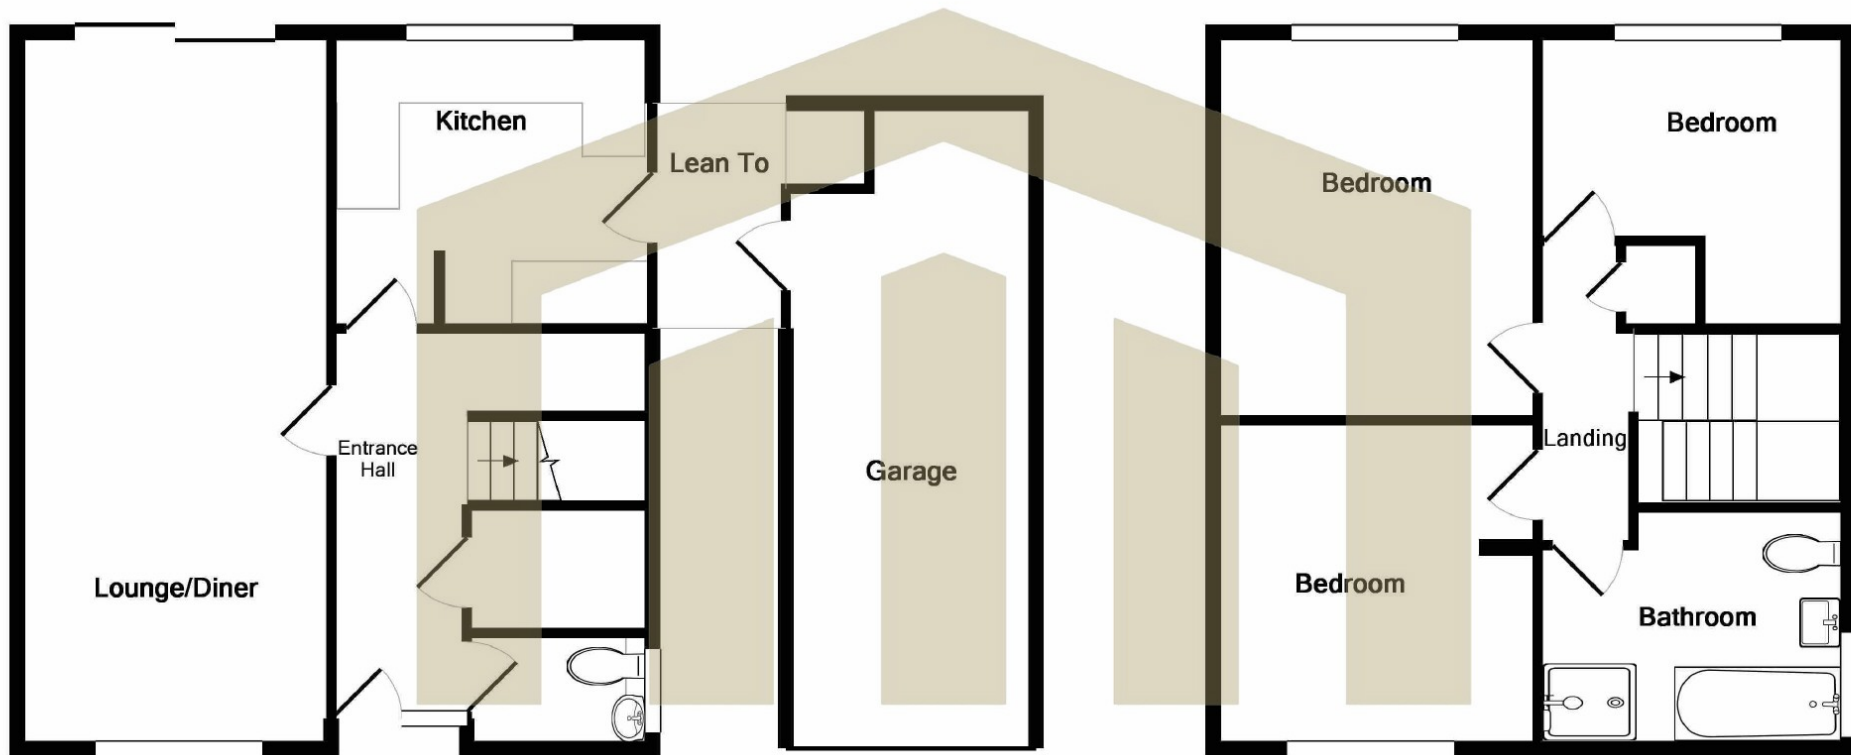 Kitchen
Lean To
Entrance
Hall
Garage
Lounge/Diner
Bedroom
Bedroom
Landing
Bedroom
Bathroom